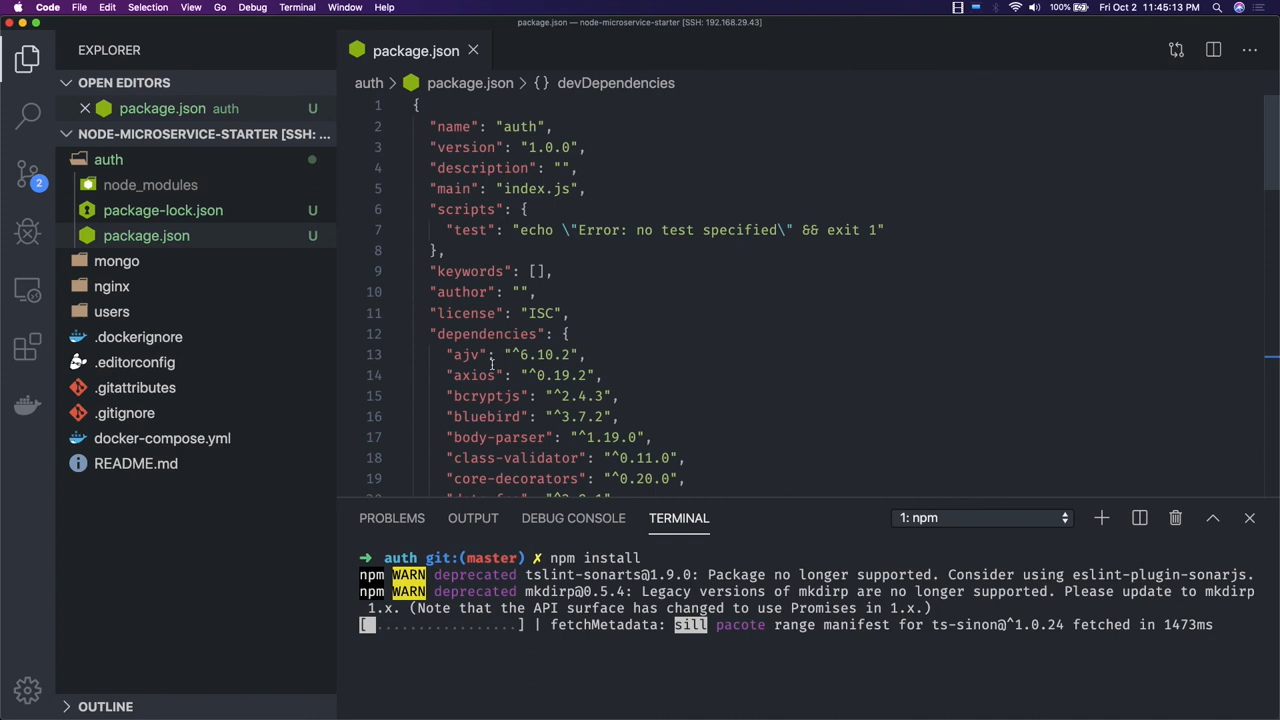 Code File Edit Selection View Go Debug Terminal Window Help 100% Fri Oct 2 11:45:13 PM
package.json — node-microservice-starter [SSH: 192.168.29.43]
EXPLORER
OPEN EDITORS
package.json auth U
NODE-MICROSERVICE-STARTER [SSH: ...
auth
node_modules
package-lock.json U
package.json U
mongo
nginx
users
.dockerignore
.editorconfig
.gitattributes
.gitignore
docker-compose.yml
README.md
OUTLINE
2
package.json
auth > package.json > {} devDependencies
1 {
2 "name": "auth",
3 "version": "1.0.0",
4 "description": "",
5 "main": "index.js",
6 "scripts": {
7 "test": "echo \"Error: no test specified\" && exit 1"
8 },
9 "keywords": [],
10 "author": "",
11 "license": "ISC",
12 "dependencies": {
13 "ajv": "^6.10.2",
14 "axios": "^0.19.2",
15 "bcryptjs": "^2.4.3",
16 "bluebird": "^3.7.2",
17 "body-parser": "^1.19.0",
18 "class-validator": "^0.11.0",
19 "core-decorators": "^0.20.0",
PROBLEMS OUTPUT DEBUG CONSOLE TERMINAL 1: npm
➜ auth git:(master) ✗ npm install
npm WARN deprecated tslint-sonarts@1.9.0: Package no longer supported. Consider using eslint-plugin-sonarjs.
npm WARN deprecated mkdirp@0.5.4: Legacy versions of mkdirp are no longer supported. Please update to mkdirp
1.x. (Note that the API surface has changed to use Promises in 1.x.)
[ .................] | fetchMetadata: sill pacote range manifest for ts-sinon@^1.0.24 fetched in 1473ms